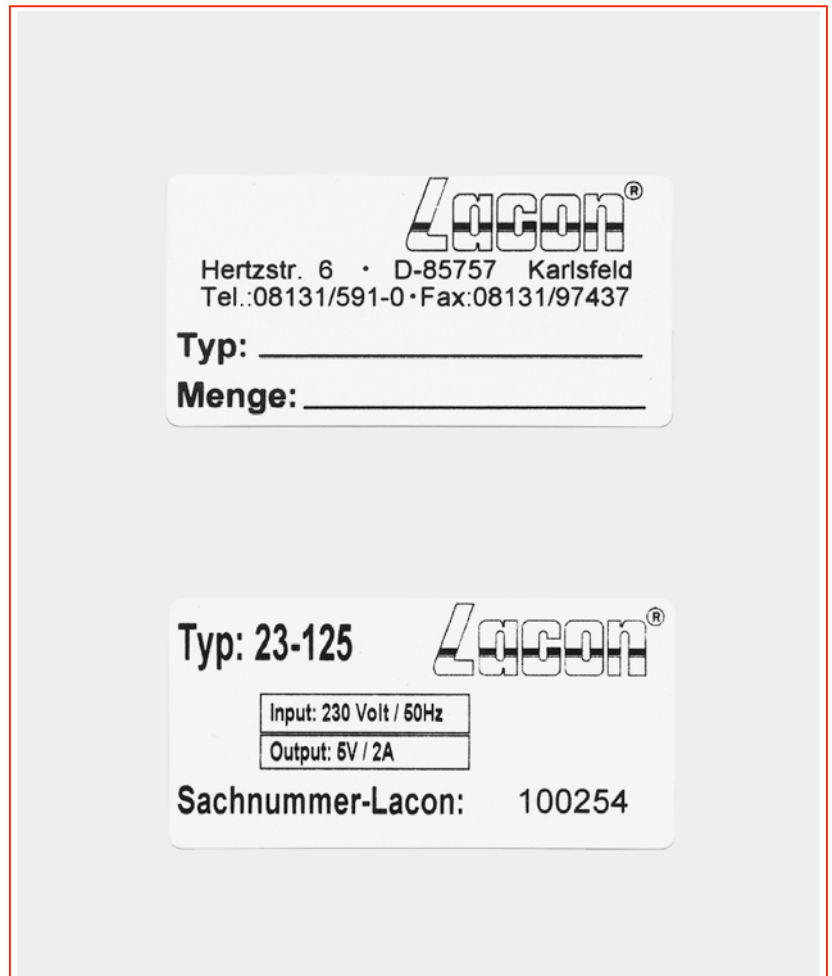 Lacon®
Hertzstr. 6 · D-85757 Karlsfeld
Tel.:08131/591-0·Fax:08131/97437
Typ:
Menge:
Typ: 23-125 Lacon®
Input: 230 Volt / 50Hz
Output: 5V / 2A
Sachnummer-Lacon: 100254